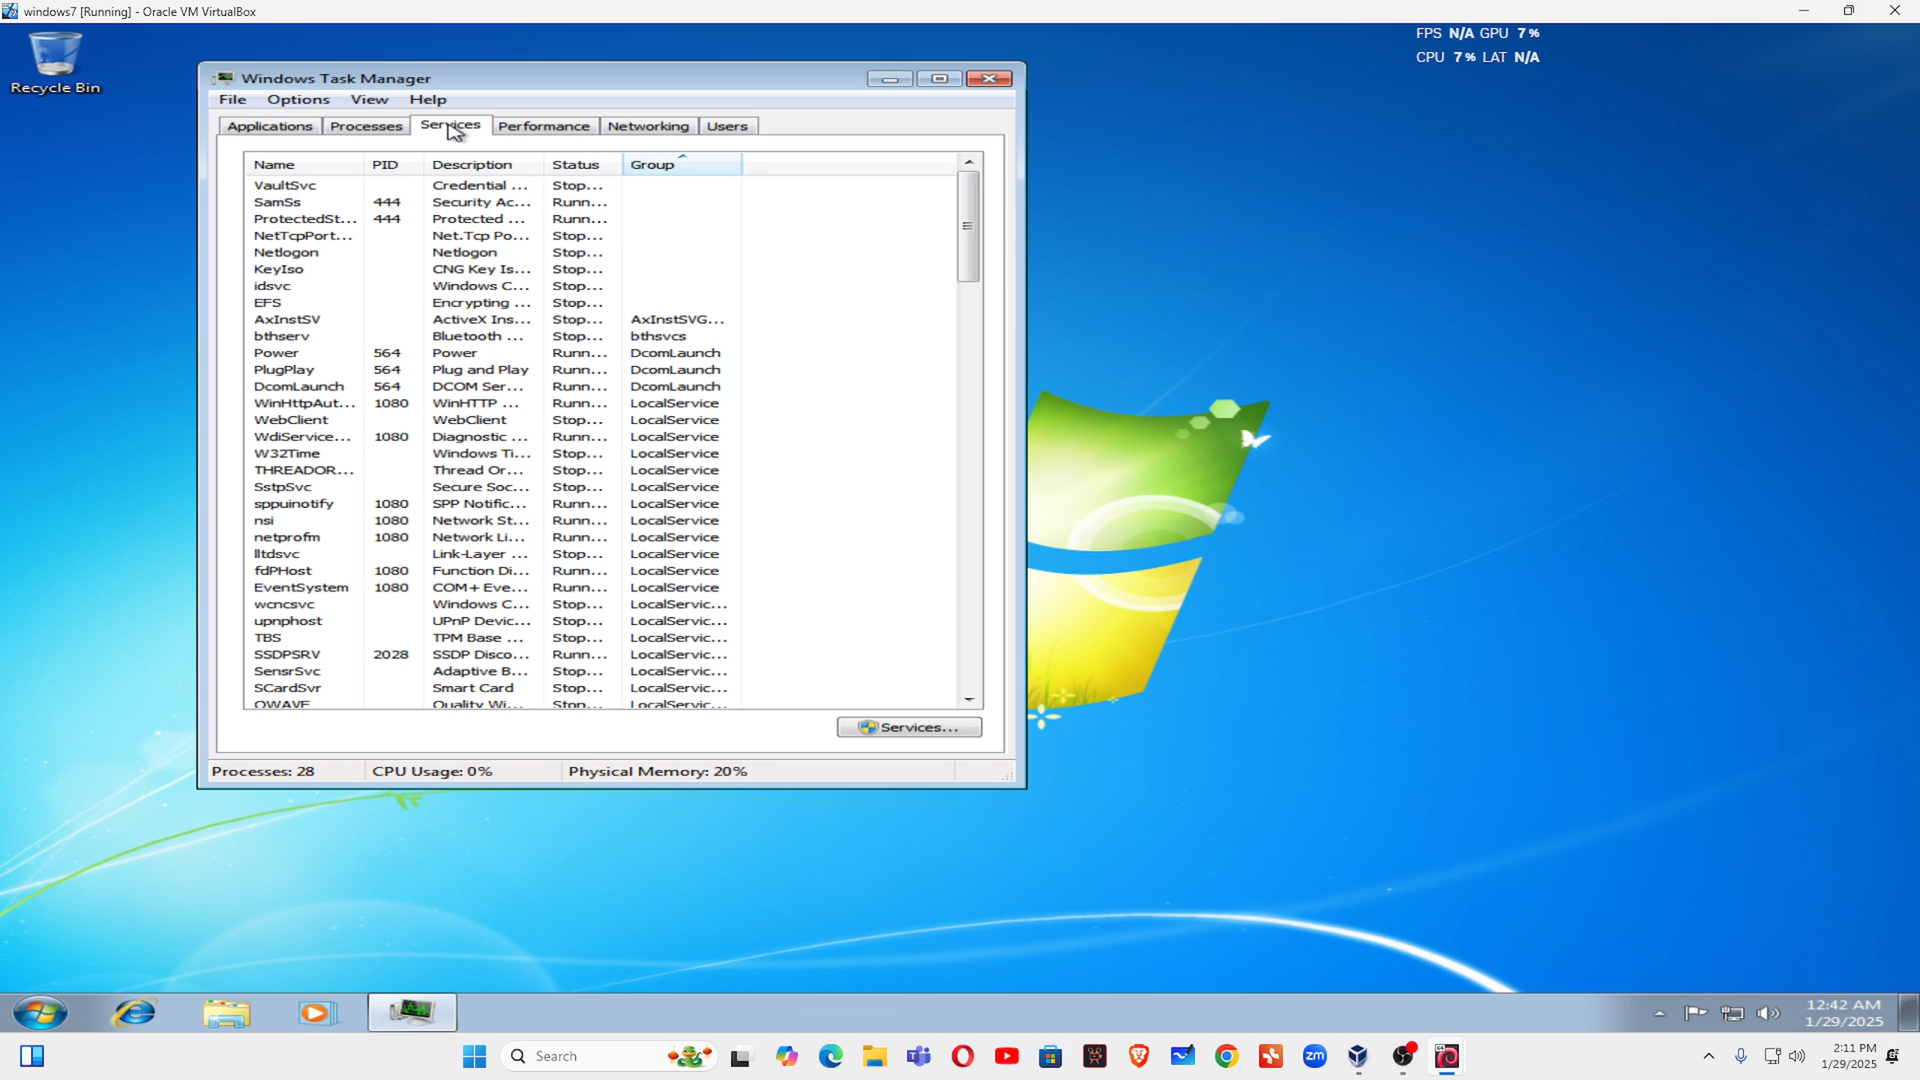 windows7 [Running] - Oracle VM VirtualBox
FPS N/A GPU 7 %
CPU 7 % LAT N/A
Recycle Bin
Windows Task Manager
File Options View Help
Applications Processes Services Performance Networking Users
Name PID Description Status Group
VaultSvc Credential ... Stop...
SamSs 444 Security Ac... Runn...
ProtectedSt... 444 Protected ... Runn...
NetTcpPort... Net.Tcp Po... Stop...
Netlogon Netlogon Stop...
KeyIso CNG Key Is... Stop...
idsvc Windows C... Stop...
EFS Encrypting ... Stop...
AxInstSV ActiveX Ins... Stop... AxInstSVG...
bthserv Bluetooth ... Stop... bthsvcs
Power 564 Power Runn... DcomLaunch
PlugPlay 564 Plug and Play Runn... DcomLaunch
DcomLaunch 564 DCOM Ser... Runn... DcomLaunch
WinHttpAut... 1080 WinHTTP ... Runn... LocalService
WebClient WebClient Stop... LocalService
WdiService... 1080 Diagnostic ... Runn... LocalService
W32Time Windows Ti... Stop... LocalService
THREADOR... Thread Or... Stop... LocalService
SstpSvc Secure Soc... Stop... LocalService
sppuinotify 1080 SPP Notific... Runn... LocalService
nsi 1080 Network St... Runn... LocalService
netprofm 1080 Network Li... Runn... LocalService
lltdsvc Link-Layer ... Stop... LocalService
fdPHost 1080 Function Di... Runn... LocalService
EventSystem 1080 COM+ Eve... Runn... LocalService
wcncsvc Windows C... Stop... LocalServic...
upnphost UPnP Devic... Stop... LocalServic...
TBS TPM Base ... Stop... LocalServic...
SSDPSRV 2028 SSDP Disco... Runn... LocalServic...
SensrSvc Adaptive B... Stop... LocalServic...
SCardSvr Smart Card Stop... LocalServic...
QWAVE Quality Wi... Stop... LocalServic...
Services...
Processes: 28 CPU Usage: 0% Physical Memory: 20%
12:42 AM
1/29/2025
Search
zm
2:11 PM
1/29/2025